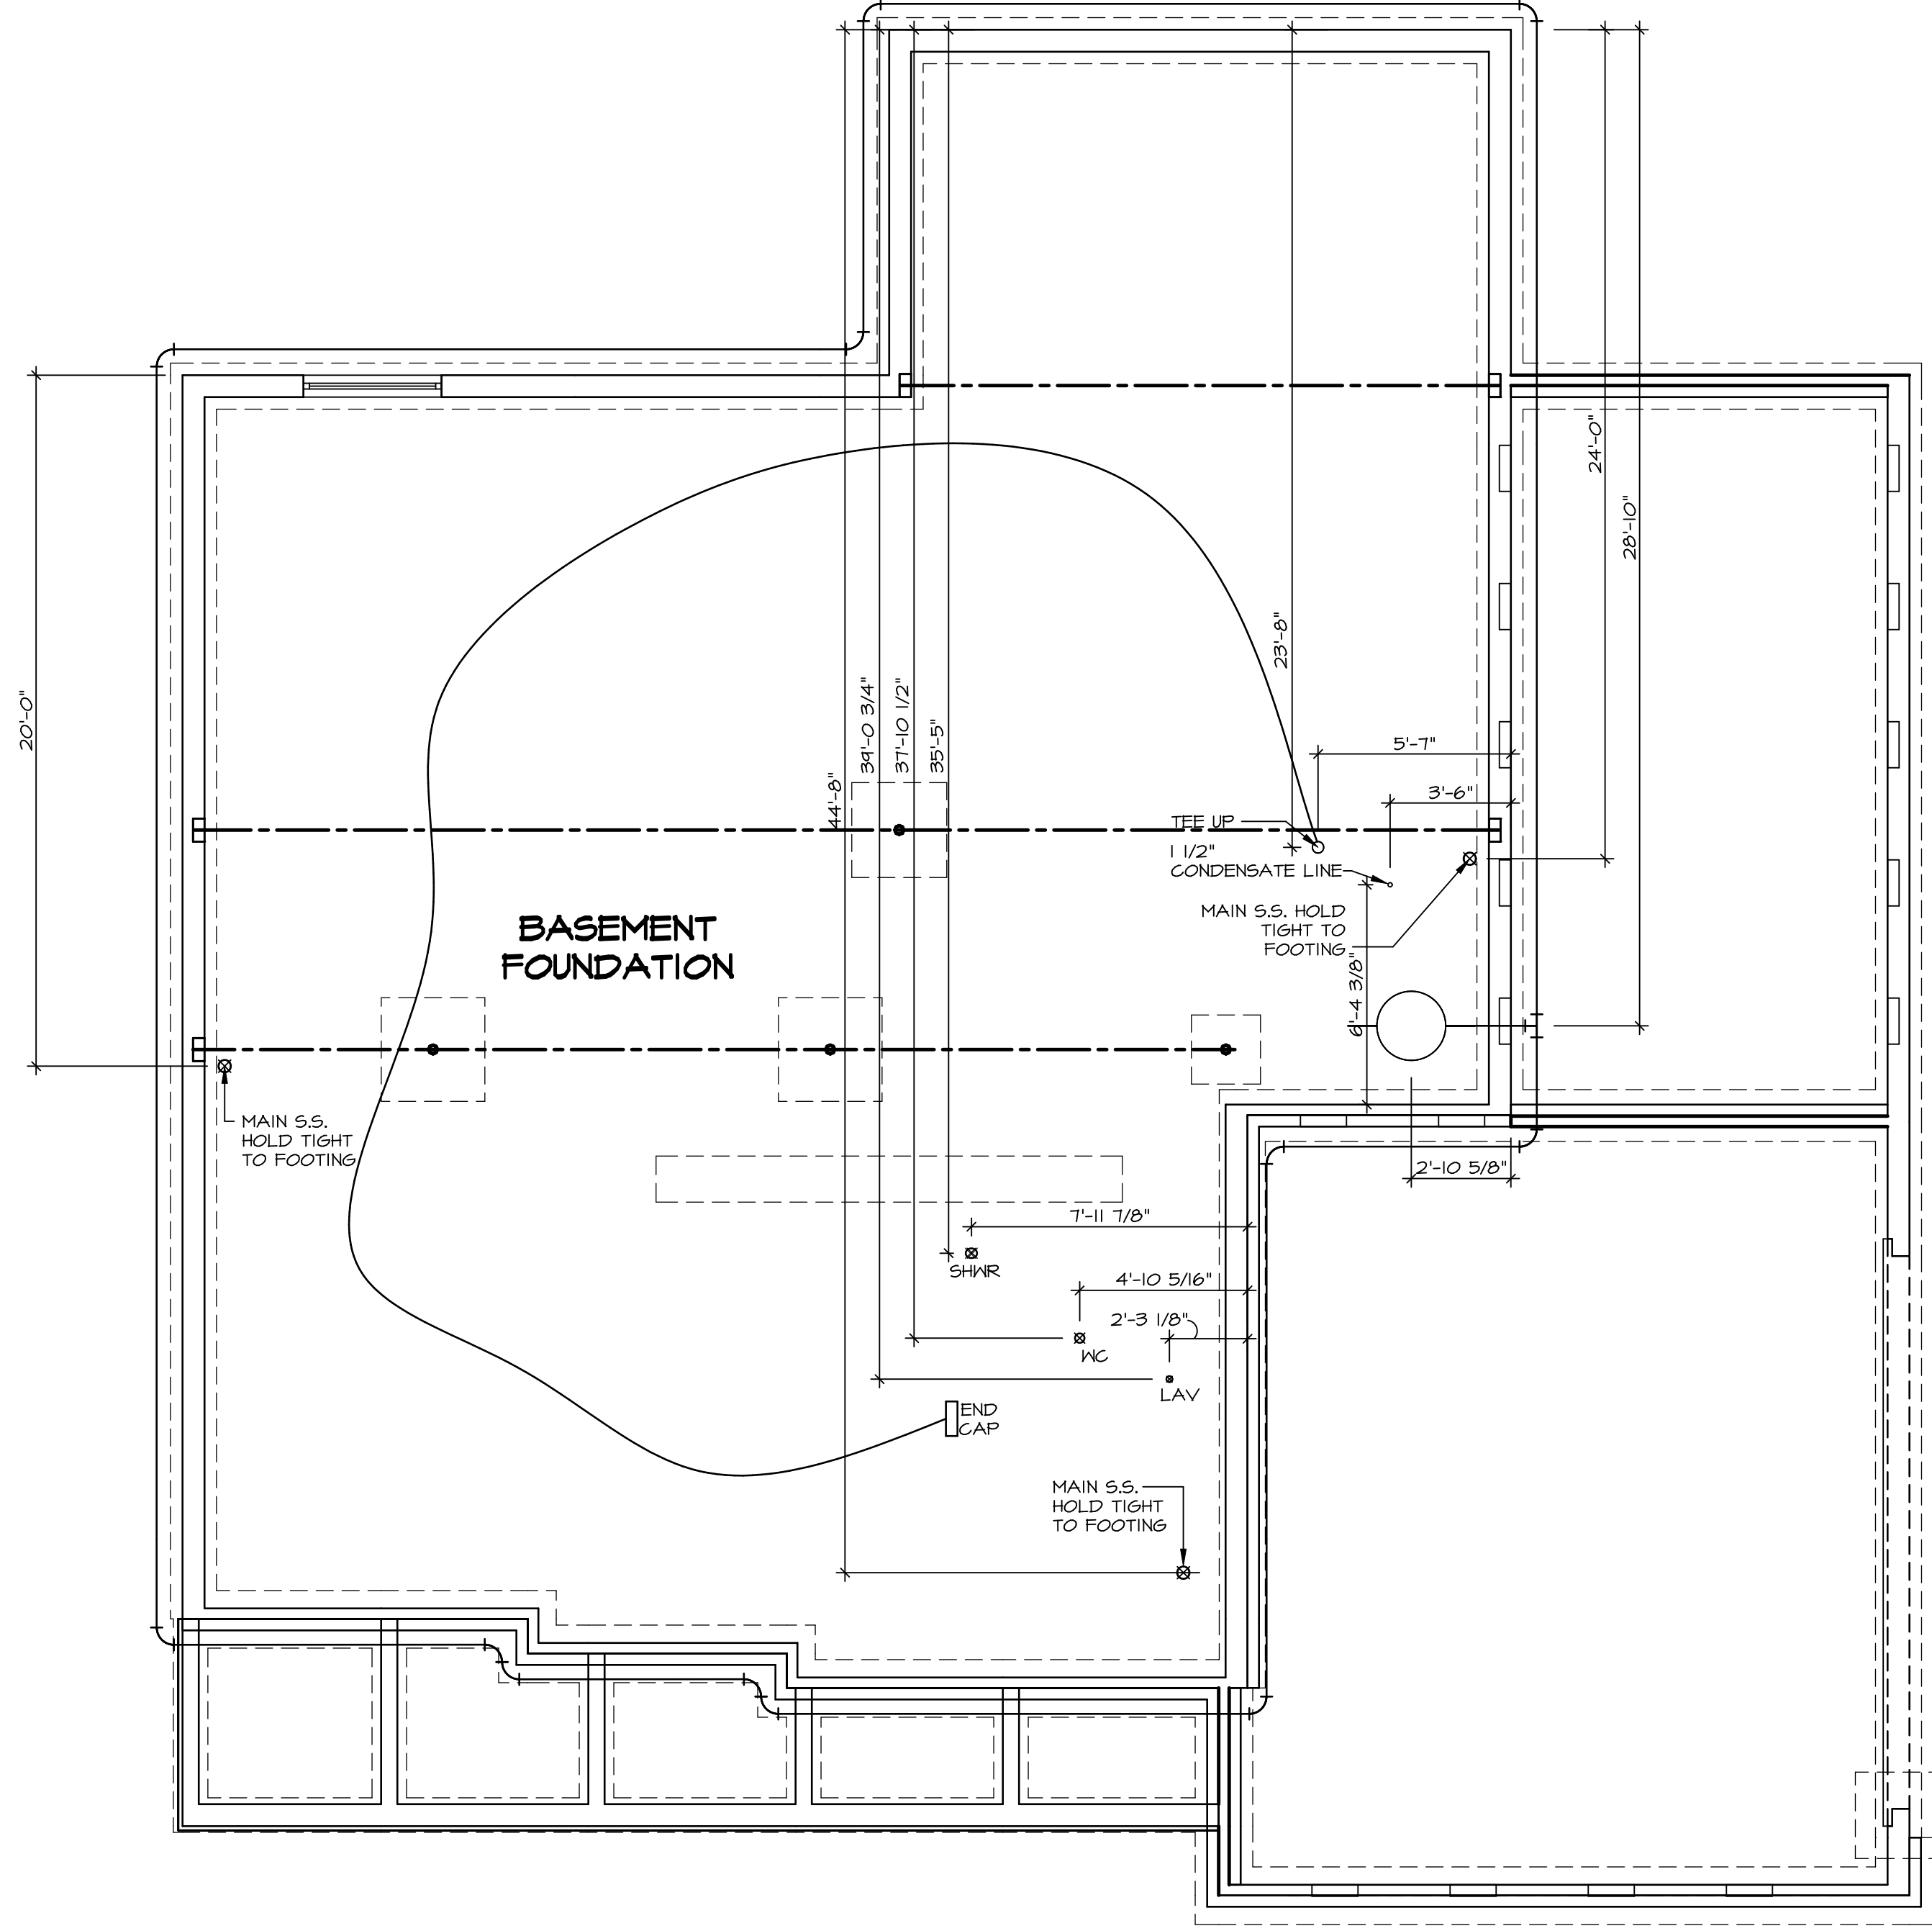 24'-0"
28'-10"
23'-8"
20'-0"
39'-0 3/4"
37'-10 1/2"
35'-5"
44'-8"
5'-7"
3'-6"
TEE UP
1 1/2"
CONDENSATE LINE
MAIN S.S. HOLD
TIGHT TO
FOOTING
6'-4 3/8"
BASEMENT
FOUNDATION
MAIN S.S.
HOLD TIGHT
TO FOOTING
2'-10 5/8"
7'-11 7/8"
SHWR
4'-10 5/16"
2'-3 1/8"
WC
LAV
END
CAP
MAIN S.S.
HOLD TIGHT
TO FOOTING